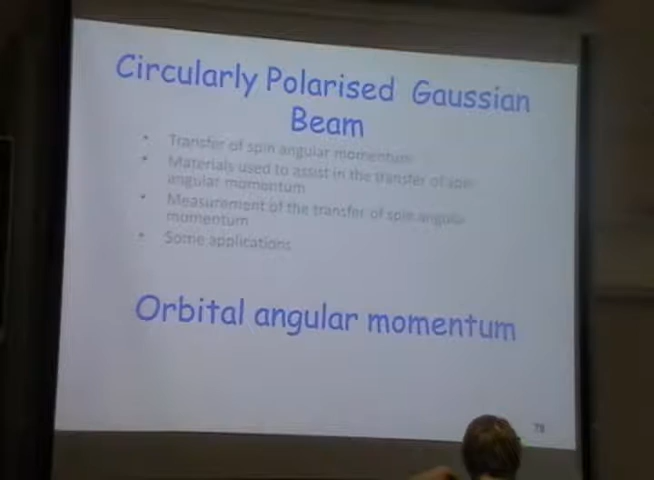 Circularly Polarised Gaussian
Beam
• Transfer of spin angular momentum
• Materials used to assist in the transfer of spin
angular momentum
• Measurement of the transfer of spin angular
momentum
• Some applications
Orbital angular momentum